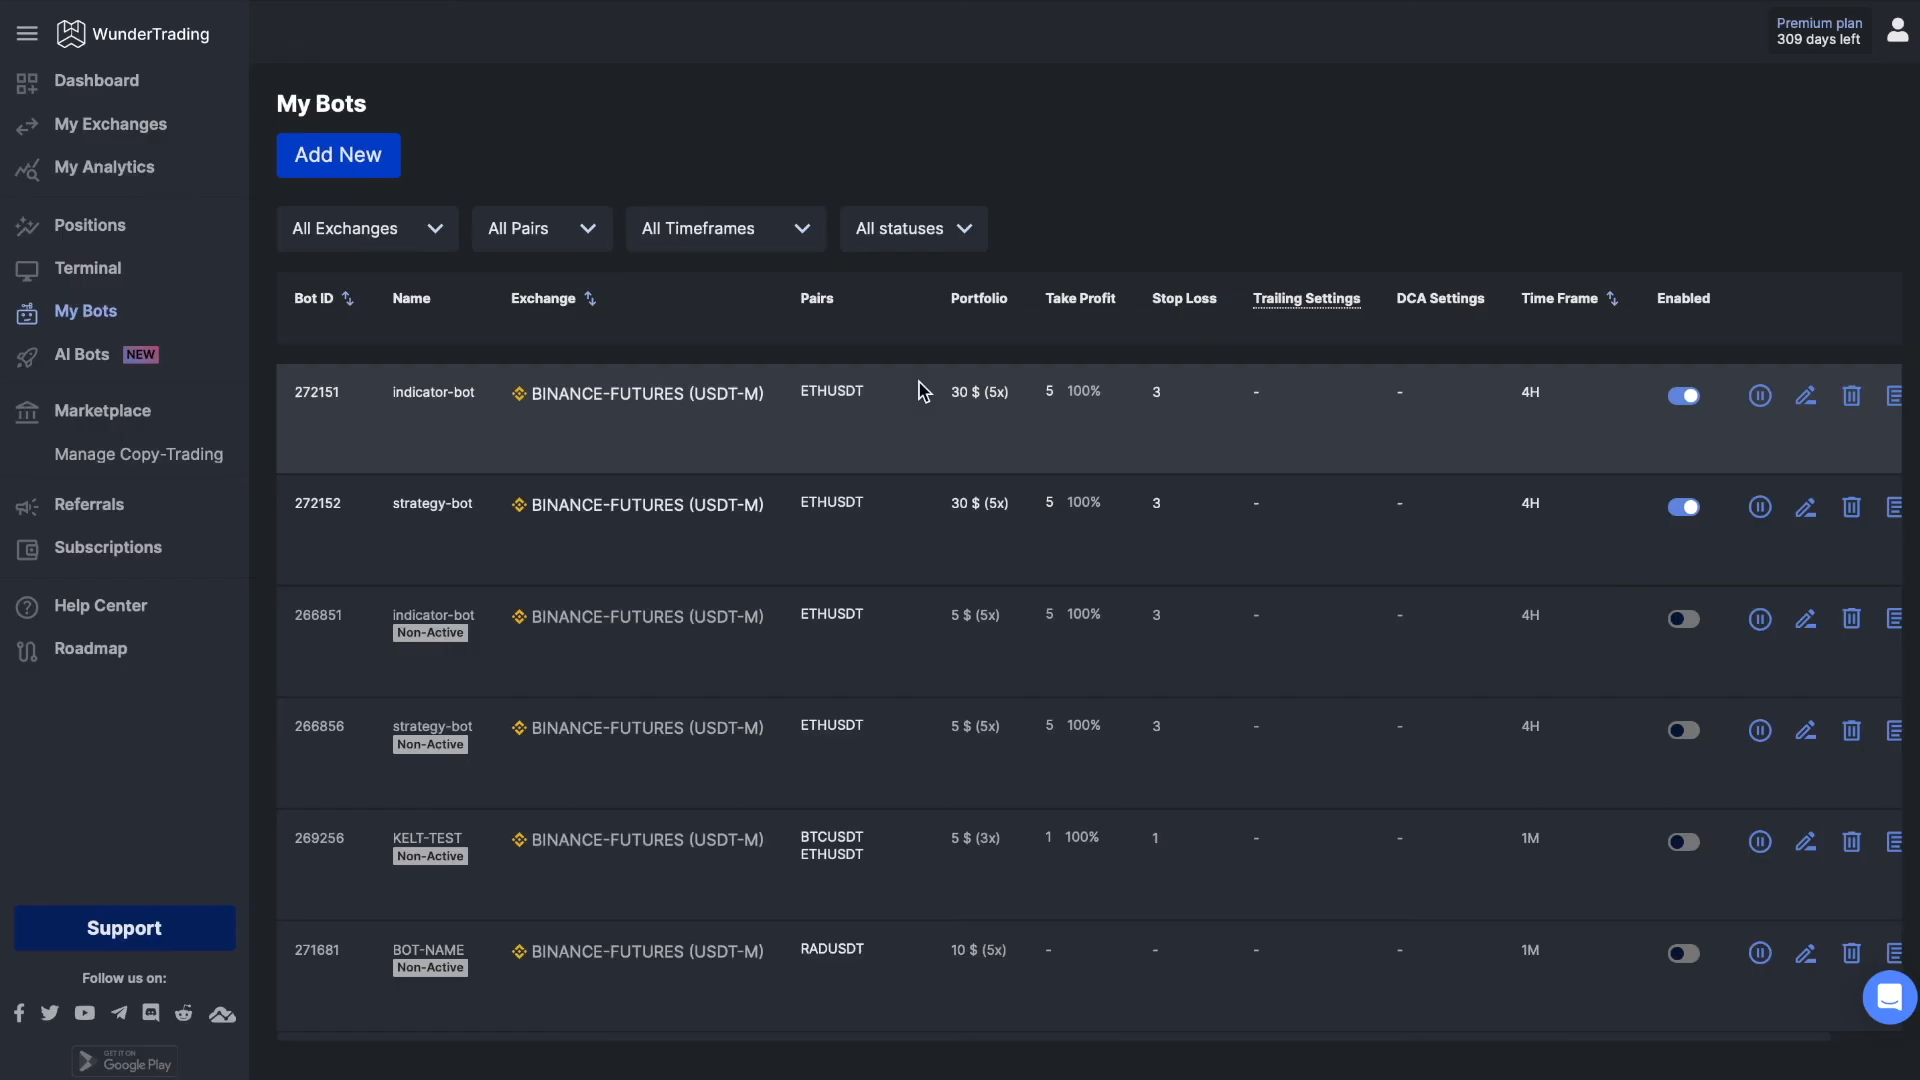 WunderTrading
Premium plan
309 days left
Dashboard
My Exchanges
My Analytics
Positions
Terminal
My Bots
AI Bots NEW
Marketplace
Manage Copy-Trading
Referrals
Subscriptions
Help Center
Roadmap
Support
Follow us on:
GET IT ON
Google Play
My Bots
Add New
All Exchanges All Pairs All Timeframes All statuses
Bot ID Name Exchange Pairs Portfolio Take Profit Stop Loss Trailing Settings DCA Settings Time Frame Enabled
272151 indicator-bot BINANCE-FUTURES (USDT-M) ETHUSDT 30 $ (5x) 5 100% 3 - - 4H
272152 strategy-bot BINANCE-FUTURES (USDT-M) ETHUSDT 30 $ (5x) 5 100% 3 - - 4H
266851 indicator-bot BINANCE-FUTURES (USDT-M) ETHUSDT 5 $ (5x) 5 100% 3 - - 4H
Non-Active
266856 strategy-bot BINANCE-FUTURES (USDT-M) ETHUSDT 5 $ (5x) 5 100% 3 - - 4H
Non-Active
269256 KELT-TEST BINANCE-FUTURES (USDT-M) BTCUSDT 5 $ (3x) 1 100% 1 - - 1M
Non-Active ETHUSDT
271681 BOT-NAME BINANCE-FUTURES (USDT-M) RADUSDT 10 $ (5x) - - - - 1M
Non-Active